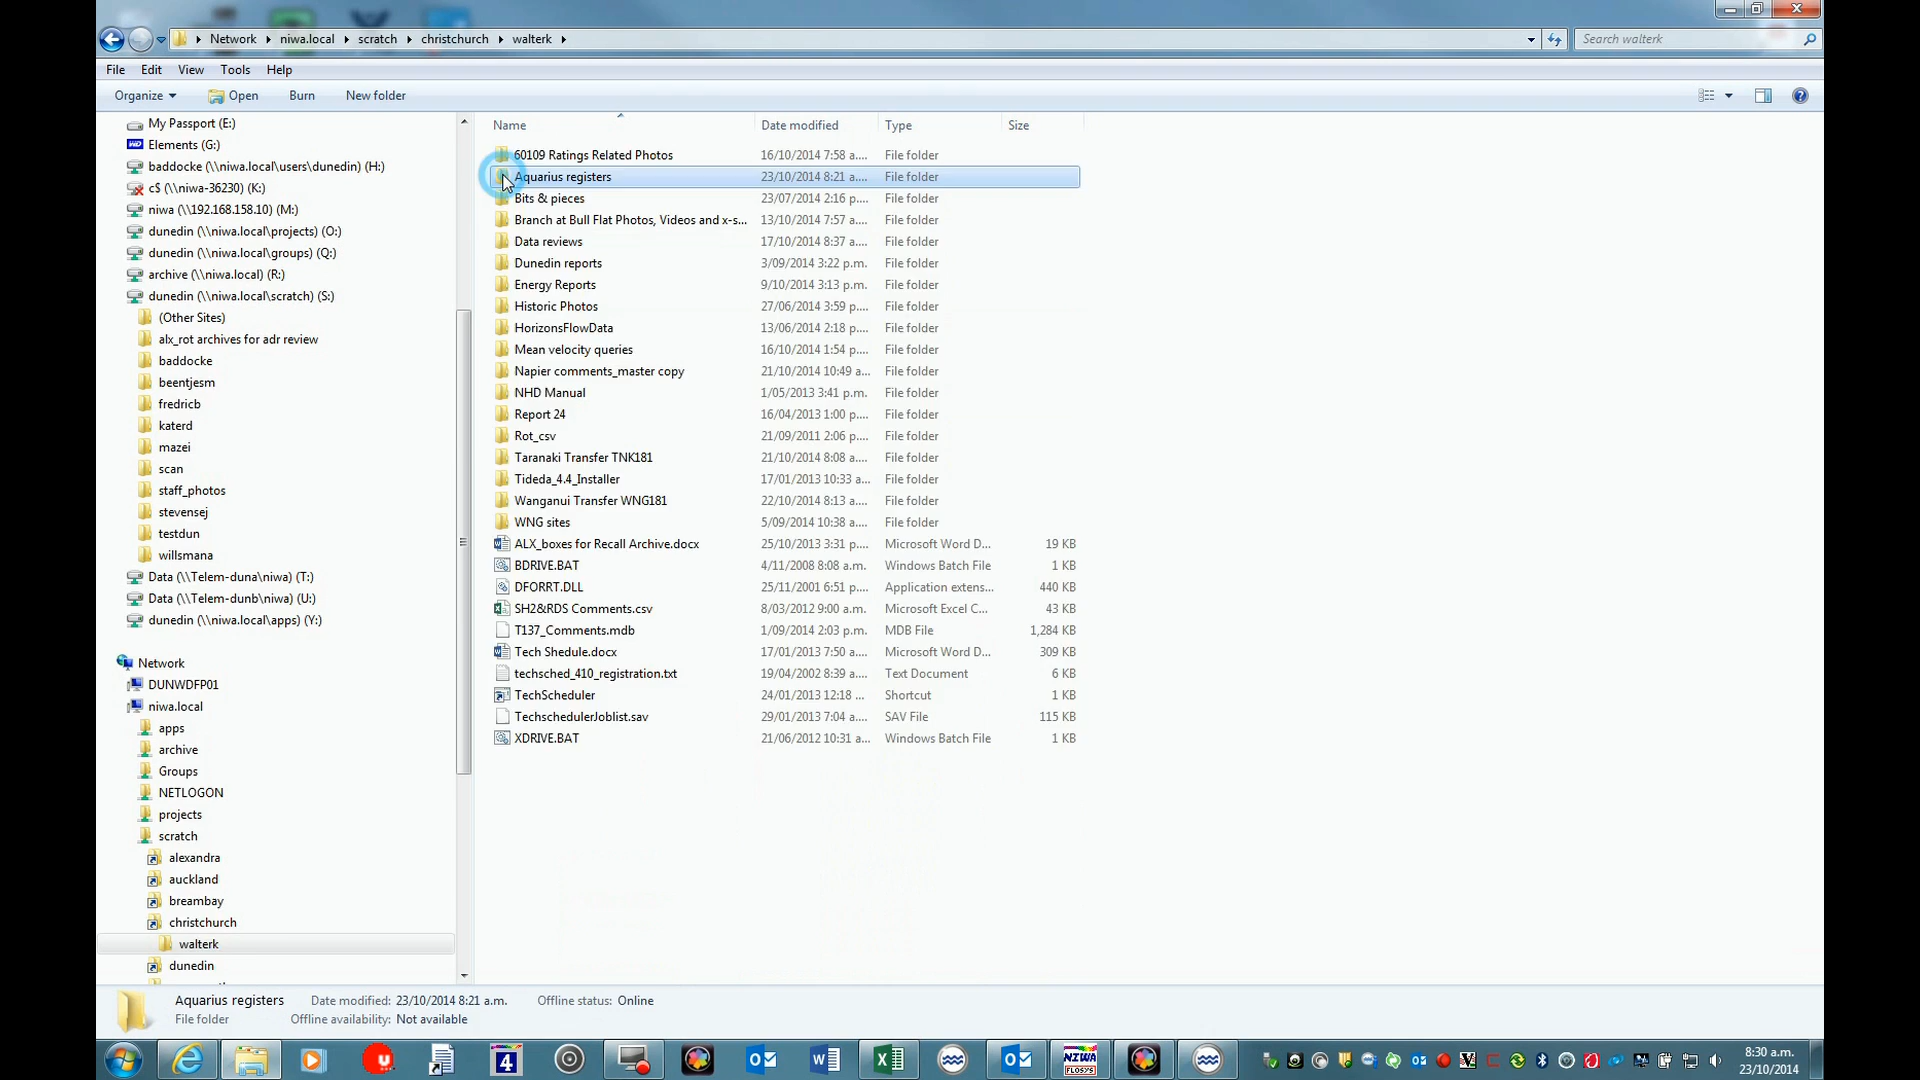 Network niwa.local scratch christchurch walterk
Search walterk
File Edit View Tools Help
Organize Open Burn New folder
My Passport (E:)
Elements (G:)
baddocke (\\niwa.local\users\dunedin) (H:)
c$ (\\niwa-36230) (K:)
niwa (\\192.168.158.10) (M:)
dunedin (\\niwa.local\projects) (O:)
dunedin (\\niwa.local\groups) (Q:)
archive (\\niwa.local) (R:)
dunedin (\\niwa.local\scratch) (S:)
(Other Sites)
alx_rot archives for adr review
baddocke
beentjesm
fredricb
katerd
mazei
scan
staff_photos
stevensej
testdun
willsmana
Data (\\Telem-duna\niwa) (T:)
Data (\\Telem-dunb\niwa) (U:)
dunedin (\\niwa.local\apps) (Y:)
Network
DUNWDFP01
niwa.local
apps
archive
Groups
NETLOGON
projects
scratch
alexandra
auckland
breambay
christchurch
walterk
dunedin
Name Date modified Type Size
60109 Ratings Related Photos 16/10/2014 7:58 a.... File folder
Aquarius registers 23/10/2014 8:21 a.... File folder
Bits & pieces 23/07/2014 2:16 p.... File folder
Branch at Bull Flat Photos, Videos and x-s... 13/10/2014 7:57 a.... File folder
Data reviews 17/10/2014 8:37 a.... File folder
Dunedin reports 3/09/2014 3:22 p.m. File folder
Energy Reports 9/10/2014 3:13 p.m. File folder
Historic Photos 27/06/2014 3:59 p.... File folder
HorizonsFlowData 13/06/2014 2:18 p.... File folder
Mean velocity queries 16/10/2014 1:54 p.... File folder
Napier comments_master copy 21/10/2014 10:49 a... File folder
NHD Manual 1/05/2013 3:41 p.m. File folder
Report 24 16/04/2013 1:00 p.... File folder
Rot_csv 21/09/2011 2:06 p.... File folder
Taranaki Transfer TNK181 21/10/2014 8:08 a.... File folder
Tideda_4.4_Installer 17/01/2013 10:33 a... File folder
Wanganui Transfer WNG181 22/10/2014 8:13 a.... File folder
WNG sites 5/09/2014 10:38 a... File folder
ALX_boxes for Recall Archive.docx 25/10/2013 3:31 p.... Microsoft Word D... 19 KB
BDRIVE.BAT 4/11/2008 8:08 a.m. Windows Batch File 1 KB
DFORRT.DLL 25/11/2001 6:51 p.... Application extens... 440 KB
SH2&RDS Comments.csv 8/03/2012 9:00 a.m. Microsoft Excel C... 43 KB
T137_Comments.mdb 1/09/2014 2:03 p.m. MDB File 1,284 KB
Tech Shedule.docx 17/01/2013 7:50 a.... Microsoft Word D... 309 KB
techsched_410_registration.txt 19/04/2002 8:39 a.... Text Document 6 KB
TechScheduler 24/01/2013 12:18 ... Shortcut 1 KB
TechschedulerJoblist.sav 29/01/2013 7:04 a.... SAV File 115 KB
XDRIVE.BAT 21/06/2012 10:31 a... Windows Batch File 1 KB
Aquarius registers Date modified: 23/10/2014 8:21 a.m. Offline status: Online
File folder Offline availability: Not available
4
NZWA
FLOSYS
8:30 a.m.
23/10/2014